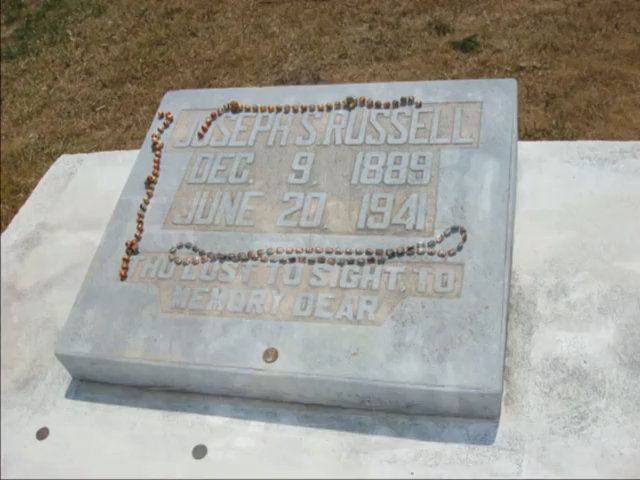 JOSEPH S. RUSSELL
DEC. 9, 1889
JUNE 20, 1941
THO LOST TO SIGHT, TO
MEMORY DEAR